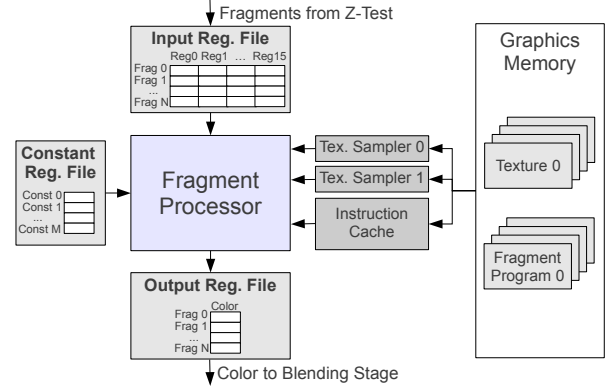 Fragments from Z-Test
Input Reg. File
Reg0 Reg1 ... Reg15
Frag 0
Frag 1
...
Frag N
Graphics
Memory
Constant
Reg. File
Const 0
Const 1
...
Const M
Fragment
Processor
Tex. Sampler 0
Tex. Sampler 1
Instruction
Cache
Texture 0
Fragment
Program 0
Output Reg. File
Color
Frag 0
Frag 1
...
Frag N
Color to Blending Stage